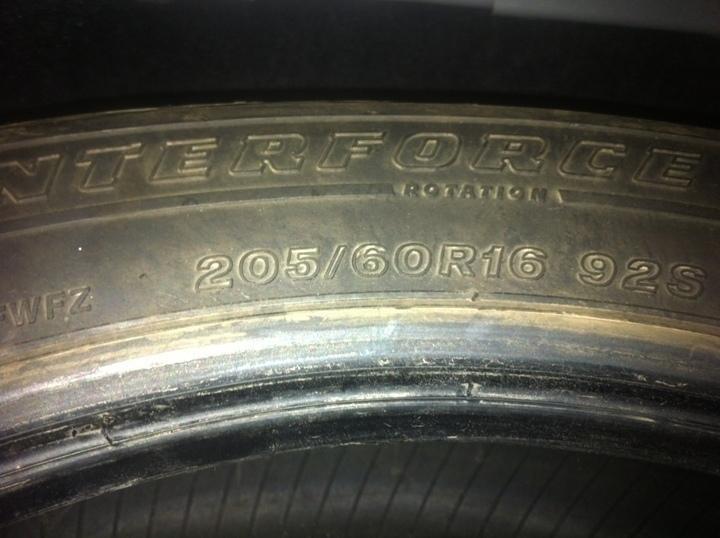 NTERFORCE
ROTATION
205/60R16 92S
FWFZ